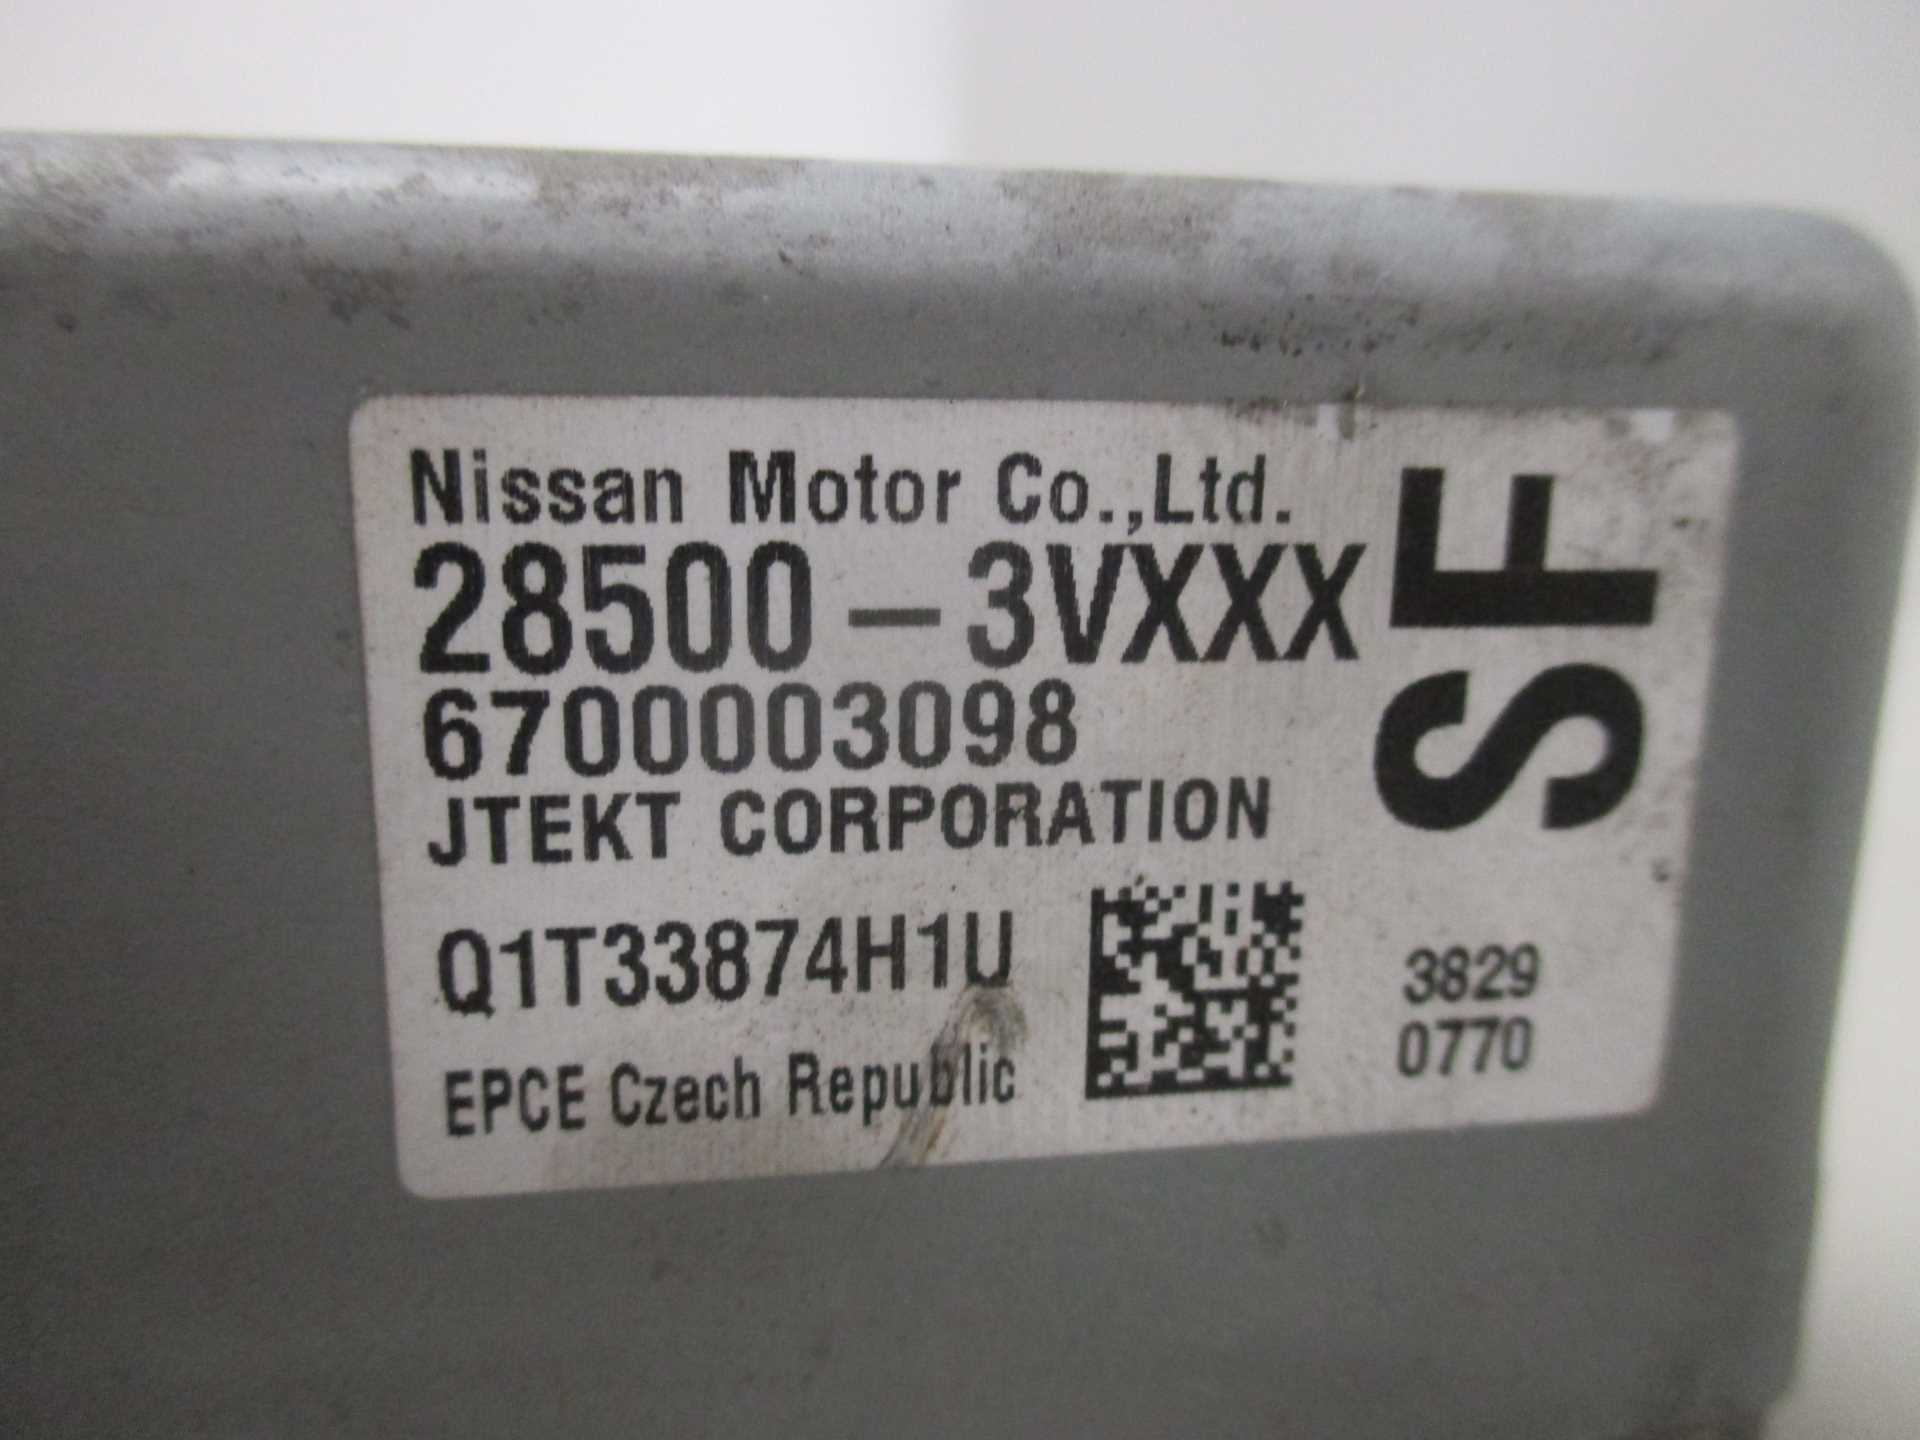 Nissan Motor Co.,Ltd.
28500-3VXXX
6700003098
JTEKT CORPORATION
Q1T33874H1U
EPCE Czech Republic
SF
3829
0770